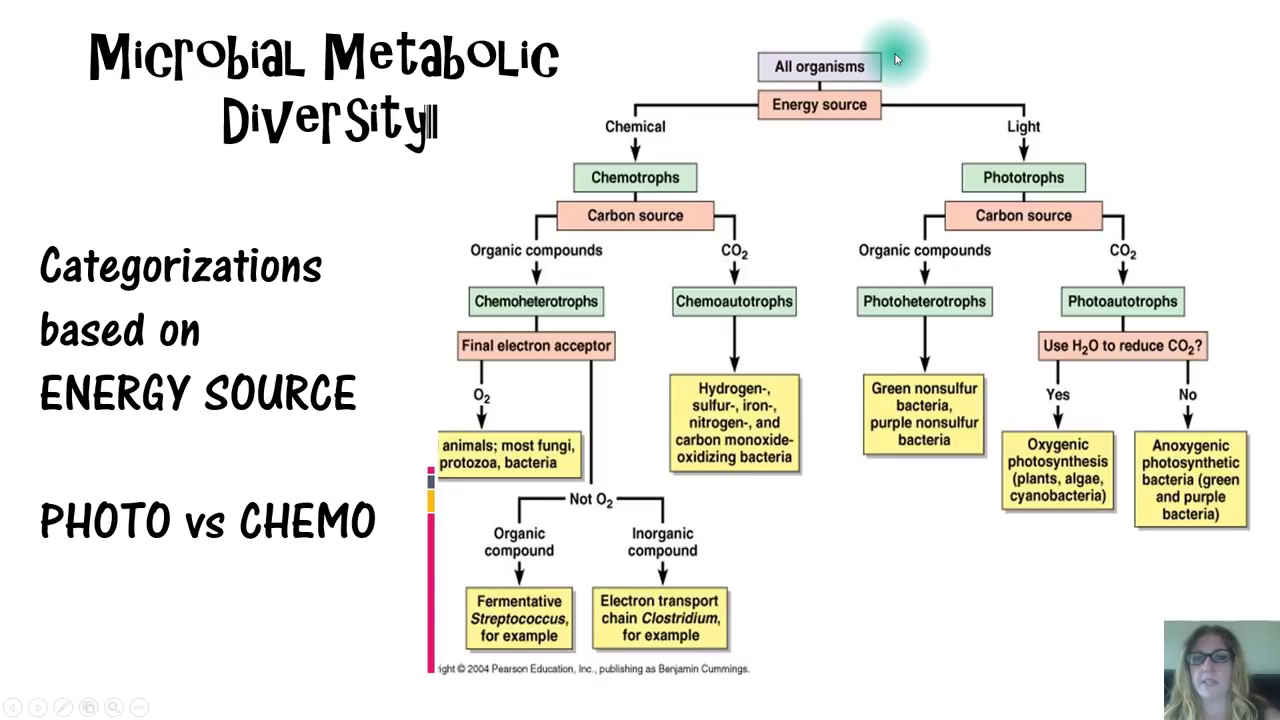 Microbial Metabolic
Diversity
Categorizations
based on
ENERGY SOURCE
PHOTO vs CHEMO
All organisms
Energy source
Chemical
Light
Chemotrophs
Phototrophs
Carbon source
Carbon source
Organic compounds
CO₂
Organic compounds
CO₂
Chemoheterotrophs
Chemoautotrophs
Photoheterotrophs
Photoautotrophs
Final electron acceptor
Use H₂O to reduce CO₂?
O₂
Yes
No
animals; most fungi,
protozoa, bacteria
Hydrogen-,
sulfur-, iron-,
nitrogen-, and
carbon monoxide-
oxidizing bacteria
Green nonsulfur
bacteria,
purple nonsulfur
bacteria
Oxygenic
photosynthesis
(plants, algae,
cyanobacteria)
Anoxygenic
photosynthetic
bacteria (green
and purple
bacteria)
Not O₂
Organic
compound
Inorganic
compound
Fermentative
Streptococcus,
for example
Electron transport
chain Clostridium,
for example
right © 2004 Pearson Education, Inc., publishing as Benjamin Cummings.